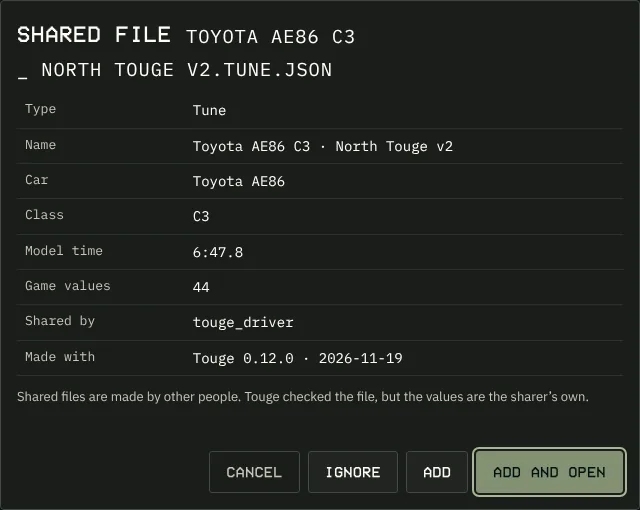 SHARED FILE TOYOTA AE86 C3
_ NORTH TOUGE V2.TUNE.JSON
Type Tune
Name Toyota AE86 C3 · North Touge v2
Car Toyota AE86
Class C3
Model time 6:47.8
Game values 44
Shared by touge_driver
Made with Touge 0.12.0 · 2026-11-19
Shared files are made by other people. Touge checked the file, but the values are the sharer’s own.
CANCEL IGNORE ADD ADD AND OPEN